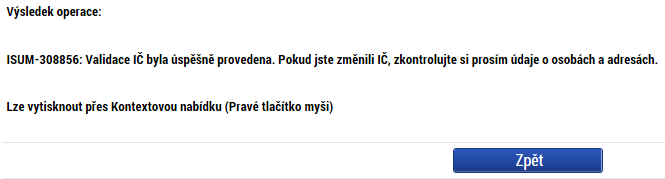 Výsledek operace:
ISUM-308856: Validace IČ byla úspěšně provedena. Pokud jste změnili IČ, zkontrolujte si prosím údaje o osobách a adresách.
Lze vytisknout přes Kontextovou nabídku (Pravé tlačítko myši)
Zpět